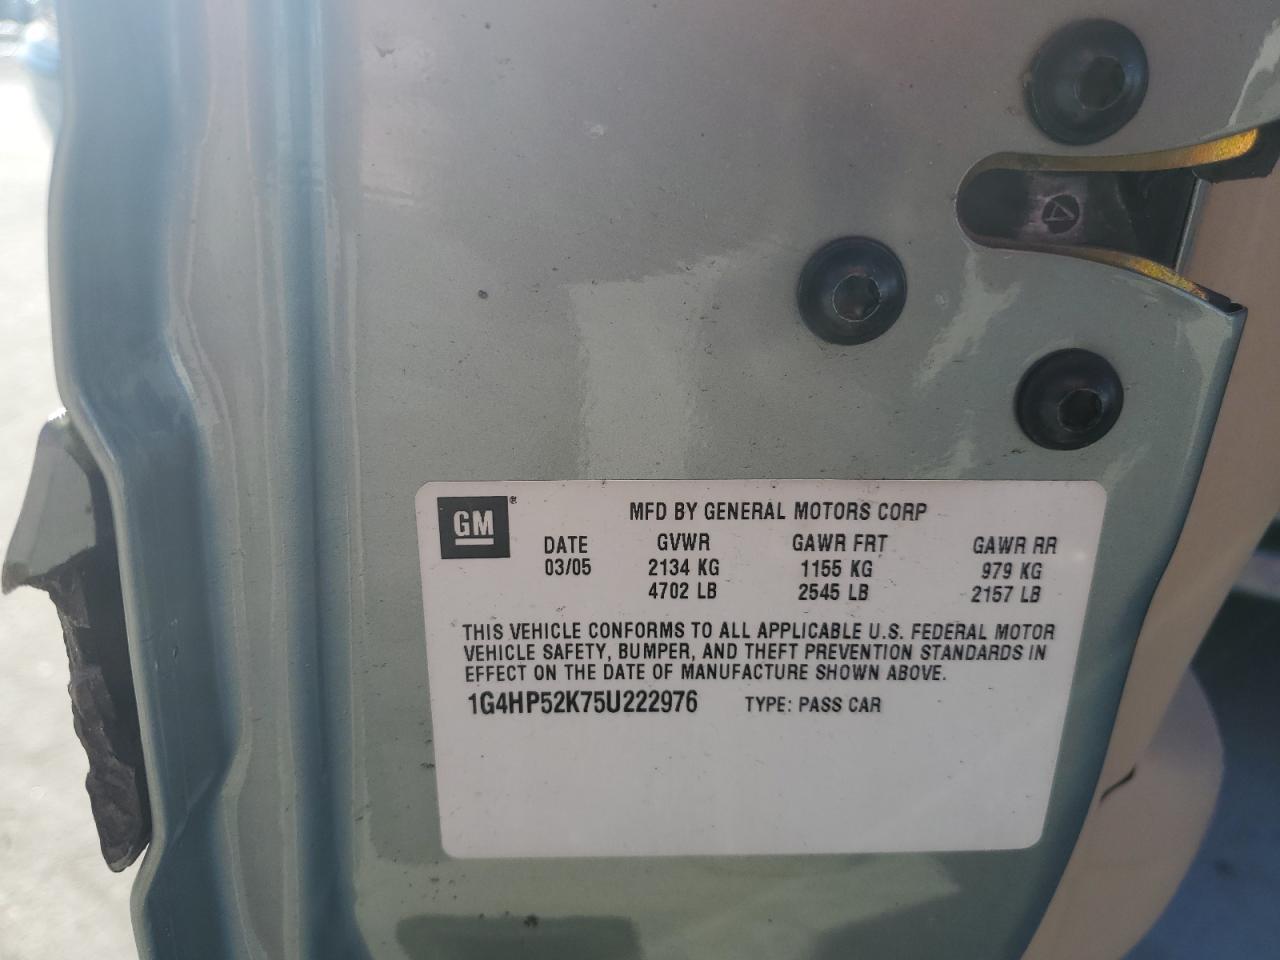 GM®
MFD BY GENERAL MOTORS CORP
DATE GVWR GAWR FRT GAWR RR
03/05 2134 KG 1155 KG 979 KG
4702 LB 2545 LB 2157 LB
THIS VEHICLE CONFORMS TO ALL APPLICABLE U.S. FEDERAL MOTOR
VEHICLE SAFETY, BUMPER, AND THEFT PREVENTION STANDARDS IN
EFFECT ON THE DATE OF MANUFACTURE SHOWN ABOVE.
1G4HP52K75U222976 TYPE: PASS CAR